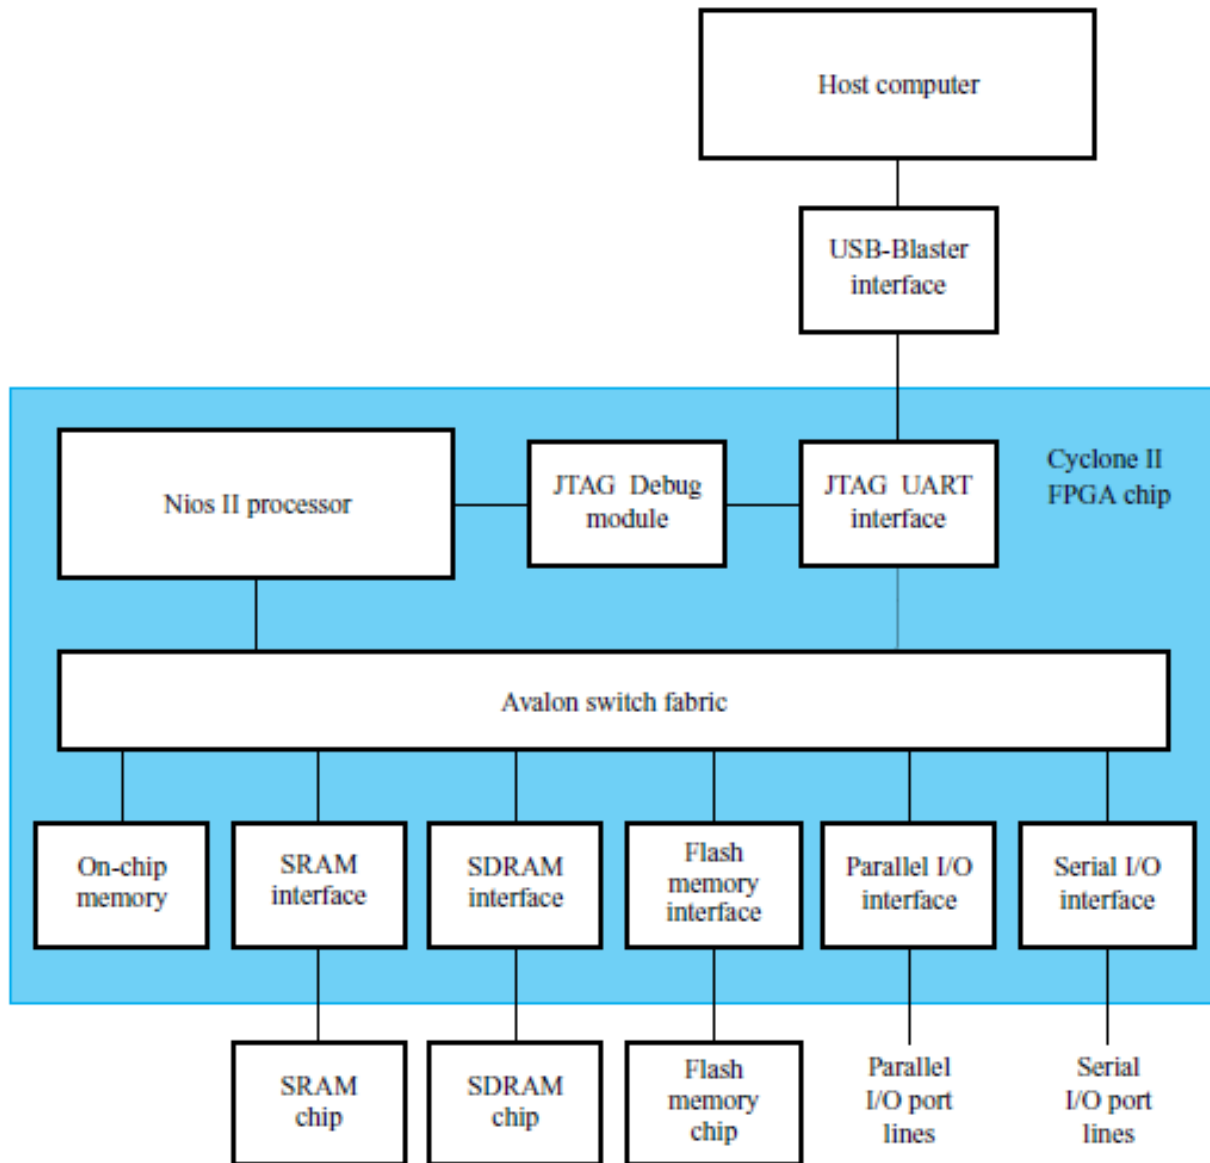 Host computer
USB-Blaster
interface
Cyclone II
FPGA chip
Nios II processor
JTAG Debug
module
JTAG UART
interface
Avalon switch fabric
On-chip
memory
SRAM
interface
SDRAM
interface
Flash
memory
interface
Parallel I/O
interface
Serial I/O
interface
SRAM
chip
SDRAM
chip
Flash
memory
chip
Parallel
I/O port
lines
Serial
I/O port
lines